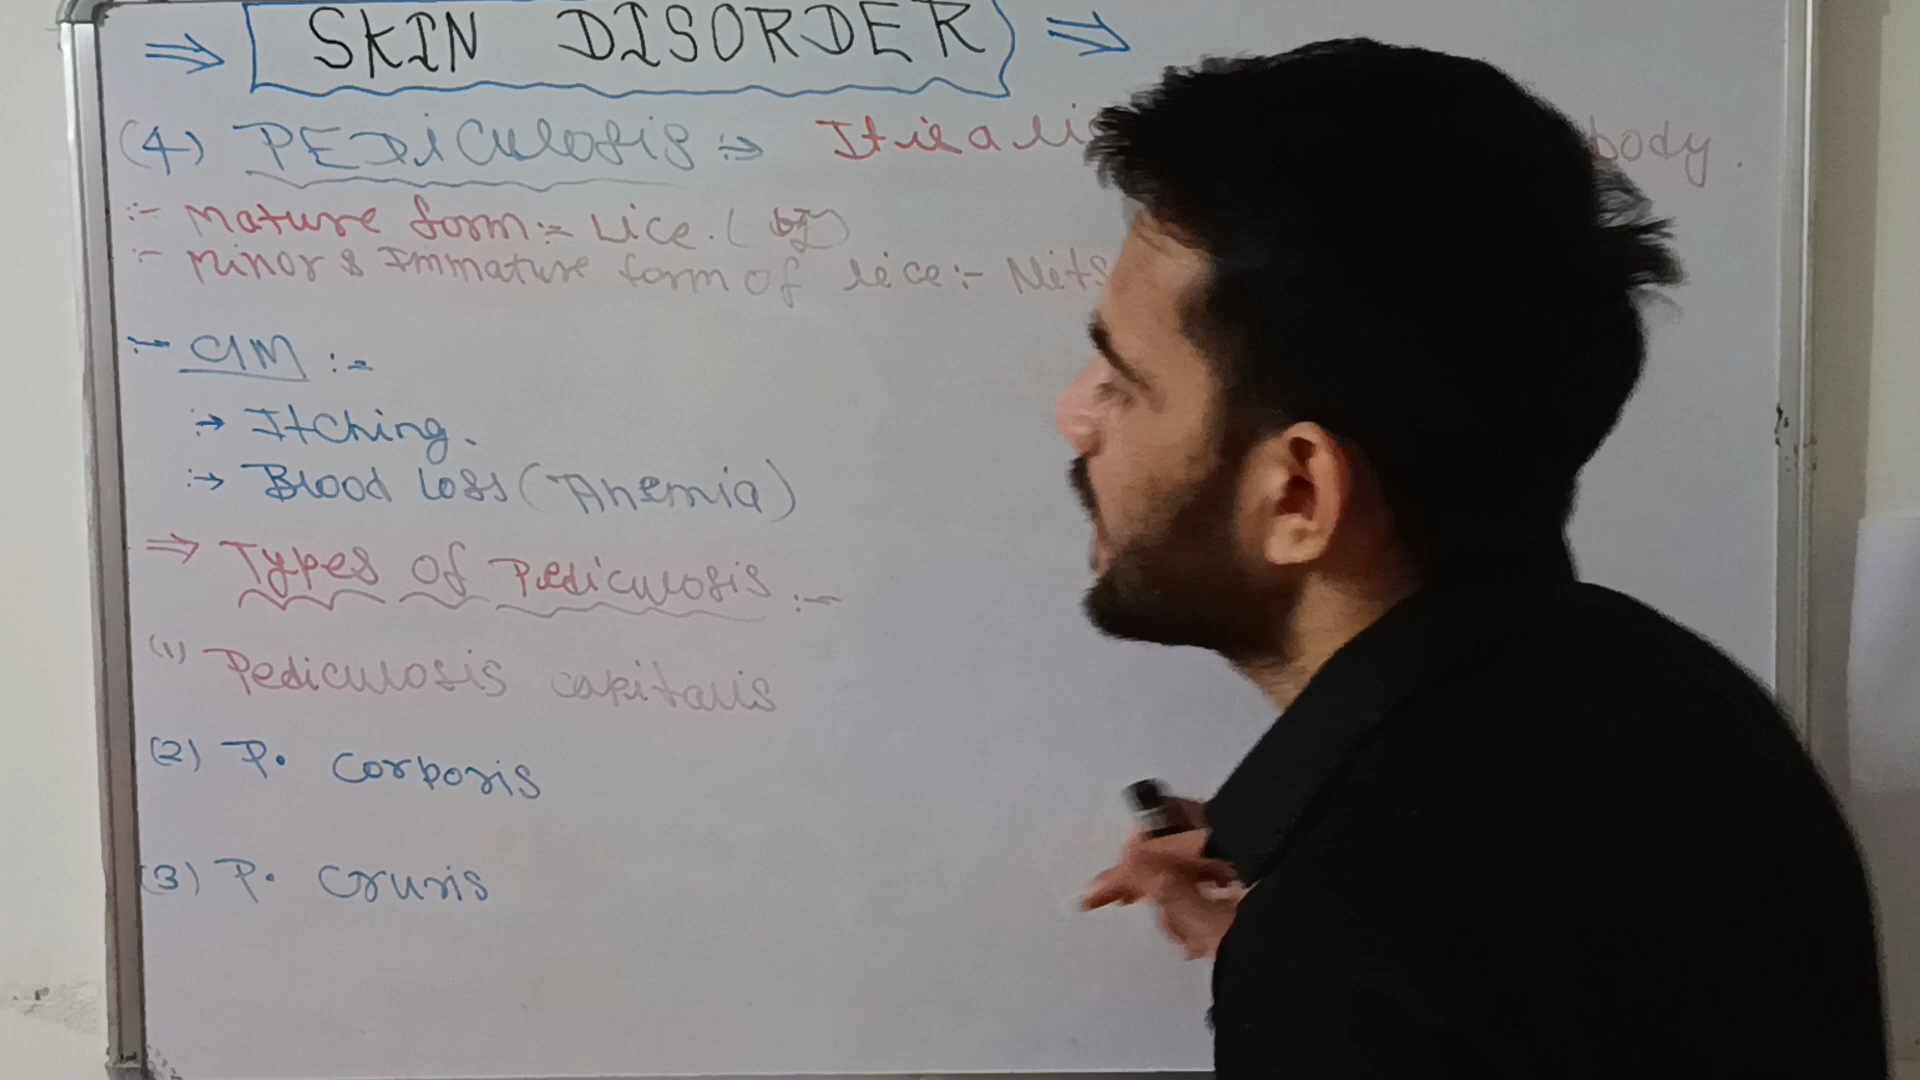 ⇒ SKIN DISORDER ⇒
(4) PEDiCulosis :→ It is a body.
:- Mature form :- Lice. (
:- Minor & Immature form of lice :- Nits
:- C/M :-
:→ Itching.
:→ Blood Loss (Anemia)
⇒ Types of Pediculosis :-
(1) Pediculosis capitalis
(2) P. corporis
(3) P. cruris